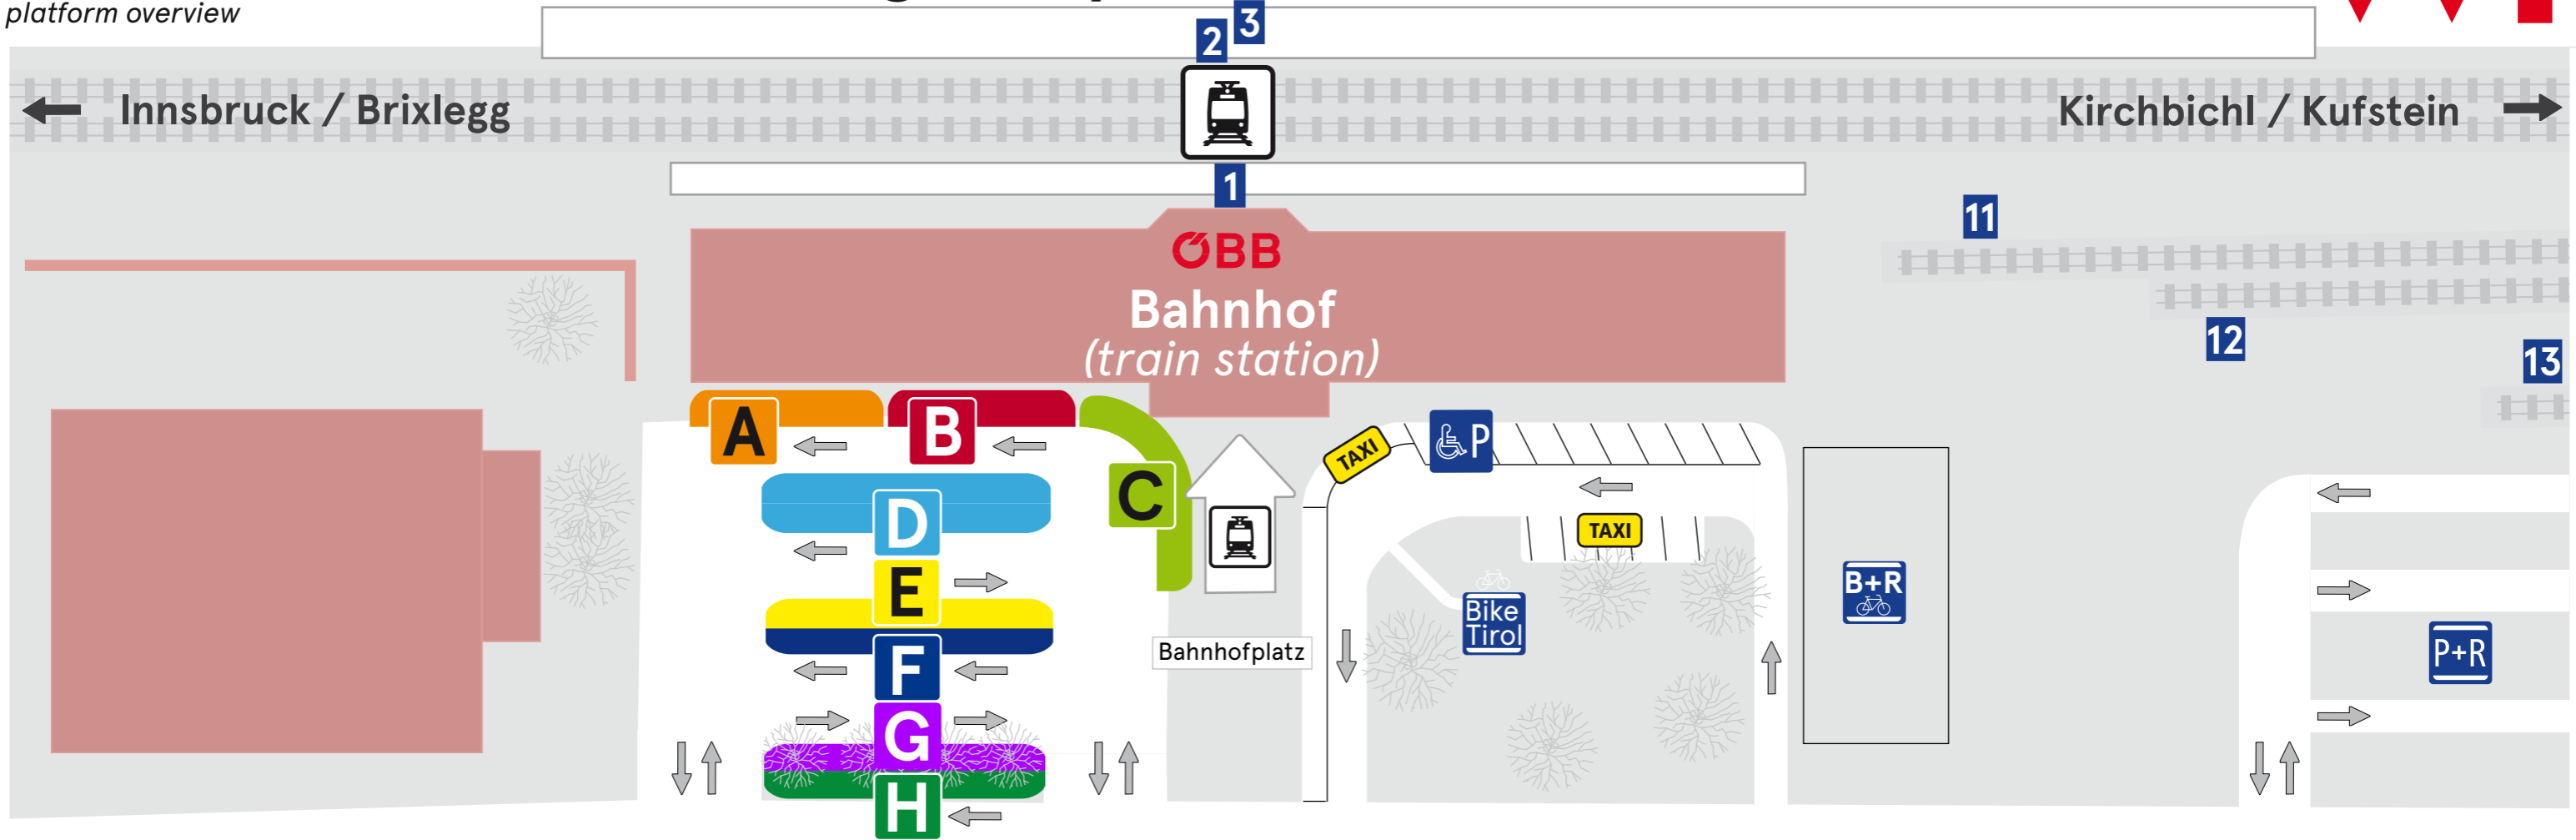 platform overview
3
2
Innsbruck / Brixlegg
Kirchbichl / Kufstein
1
11
ÖBB
Bahnhof
(train station)
12
13
A
B
C
TAXI
P
D
TAXI
E
B+R
Bike
Tirol
Bahnhofplatz
P+R
F
G
H